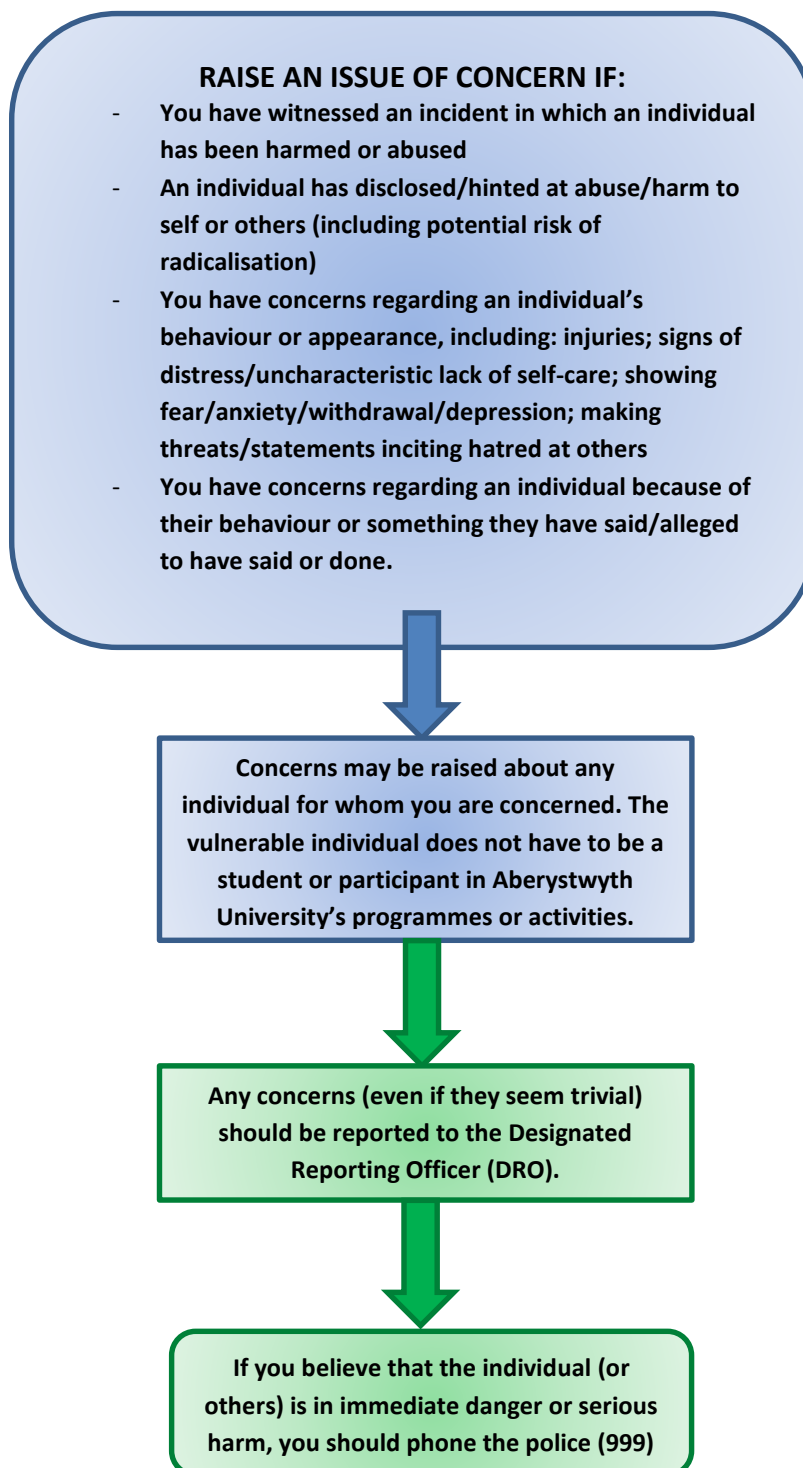 RAISE AN ISSUE OF CONCERN IF:
- You have witnessed an incident in which an individual
has been harmed or abused
- An individual has disclosed/hinted at abuse/harm to
self or others (including potential risk of
radicalisation)
- You have concerns regarding an individual’s
behaviour or appearance, including: injuries; signs of
distress/uncharacteristic lack of self-care; showing
fear/anxiety/withdrawal/depression; making
threats/statements inciting hatred at others
- You have concerns regarding an individual because of
their behaviour or something they have said/alleged
to have said or done.
Concerns may be raised about any
individual for whom you are concerned. The
vulnerable individual does not have to be a
student or participant in Aberystwyth
University’s programmes or activities.
Any concerns (even if they seem trivial)
should be reported to the Designated
Reporting Officer (DRO).
If you believe that the individual (or
others) is in immediate danger or serious
harm, you should phone the police (999)